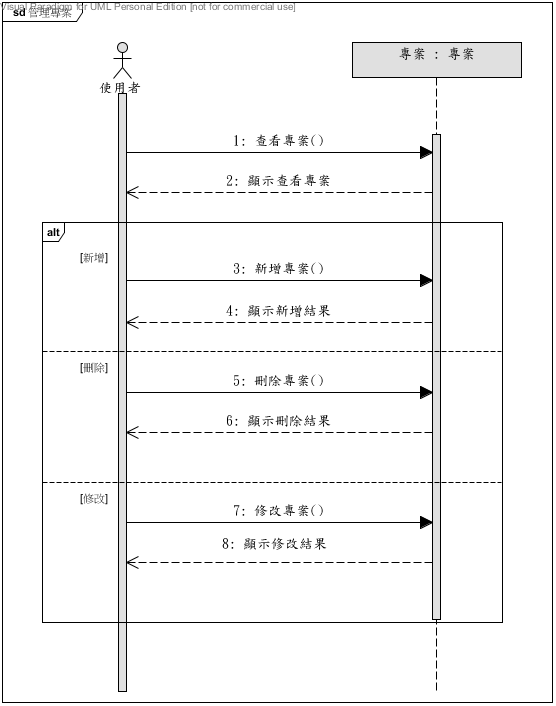 Visual Paradigm for UML Personal Edition [not for commercial use]
sd 管理專案
使用者
專案 : 專案
1: 查看專案()
2: 顯示查看專案
alt
[新增]
3: 新增專案()
4: 顯示新增結果
[刪除]
5: 刪除專案()
6: 顯示刪除結果
[修改]
7: 修改專案()
8: 顯示修改結果